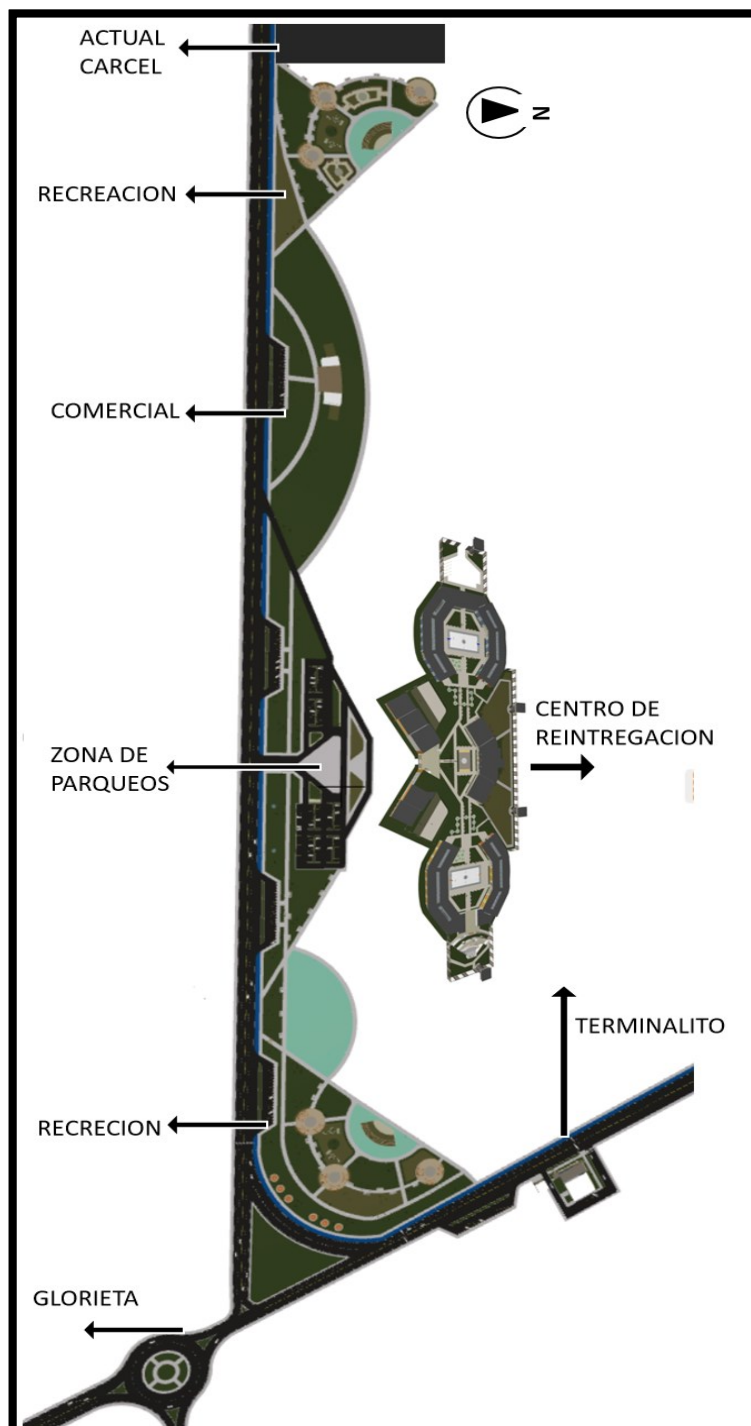 ACTUAL
CARCEL
N
RECREACION
COMERCIAL
CENTRO DE
REINTREGACION
ZONA DE
PARQUEOS
TERMINALITO
RECRECION
GLORIETA